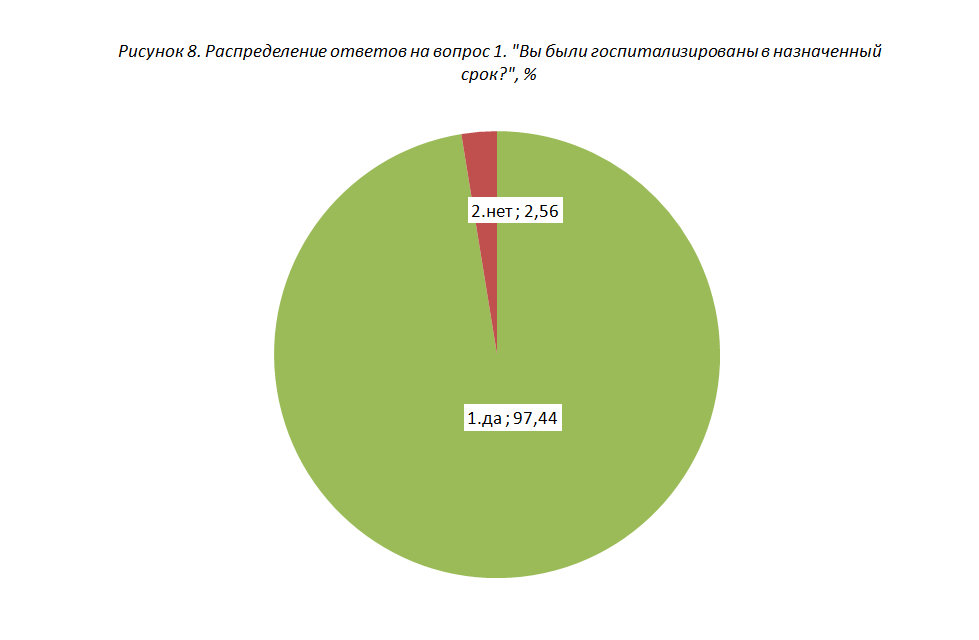 Рисунок 8. Распределение ответов на вопрос 1. "Вы были госпитализированы в назначенный
срок?", %
2.нет ; 2,56
1.да ; 97,44